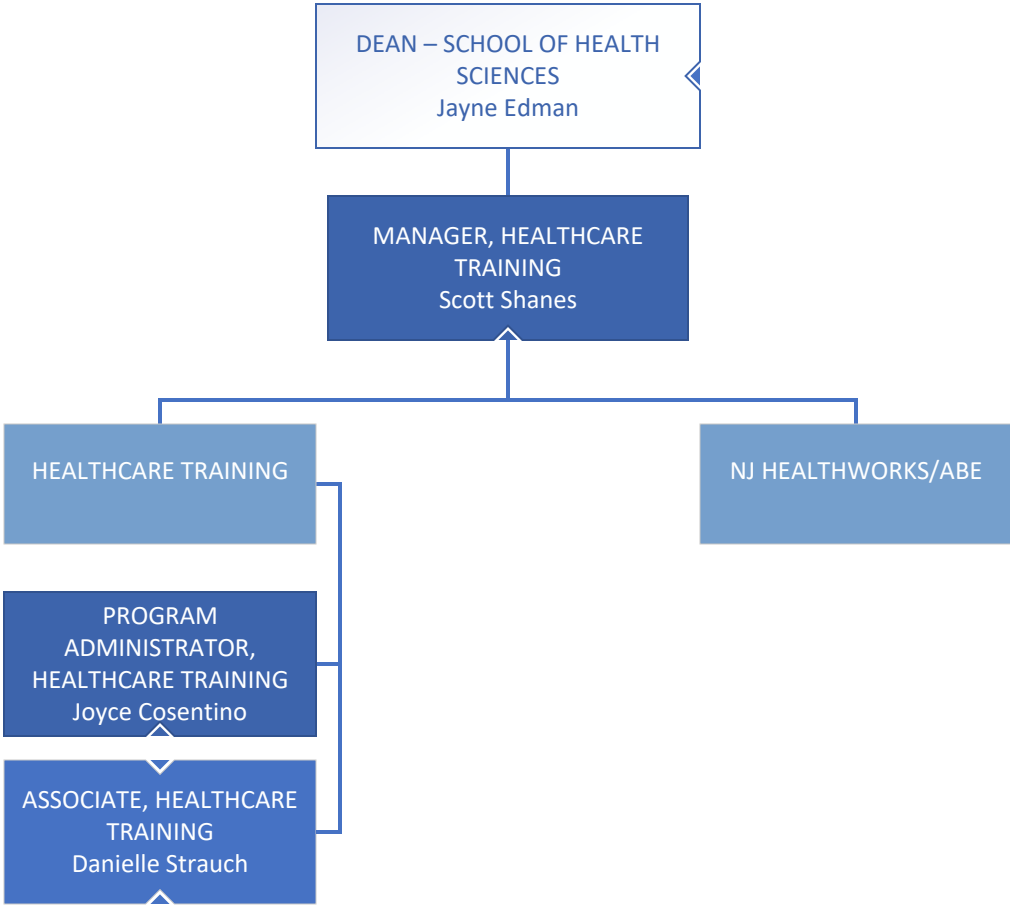 DEAN – SCHOOL OF HEALTH
SCIENCES
Jayne Edman
MANAGER, HEALTHCARE
TRAINING
Scott Shanes
HEALTHCARE TRAINING
NJ HEALTHWORKS/ABE
PROGRAM
ADMINISTRATOR,
HEALTHCARE TRAINING
Joyce Cosentino
ASSOCIATE, HEALTHCARE
TRAINING
Danielle Strauch